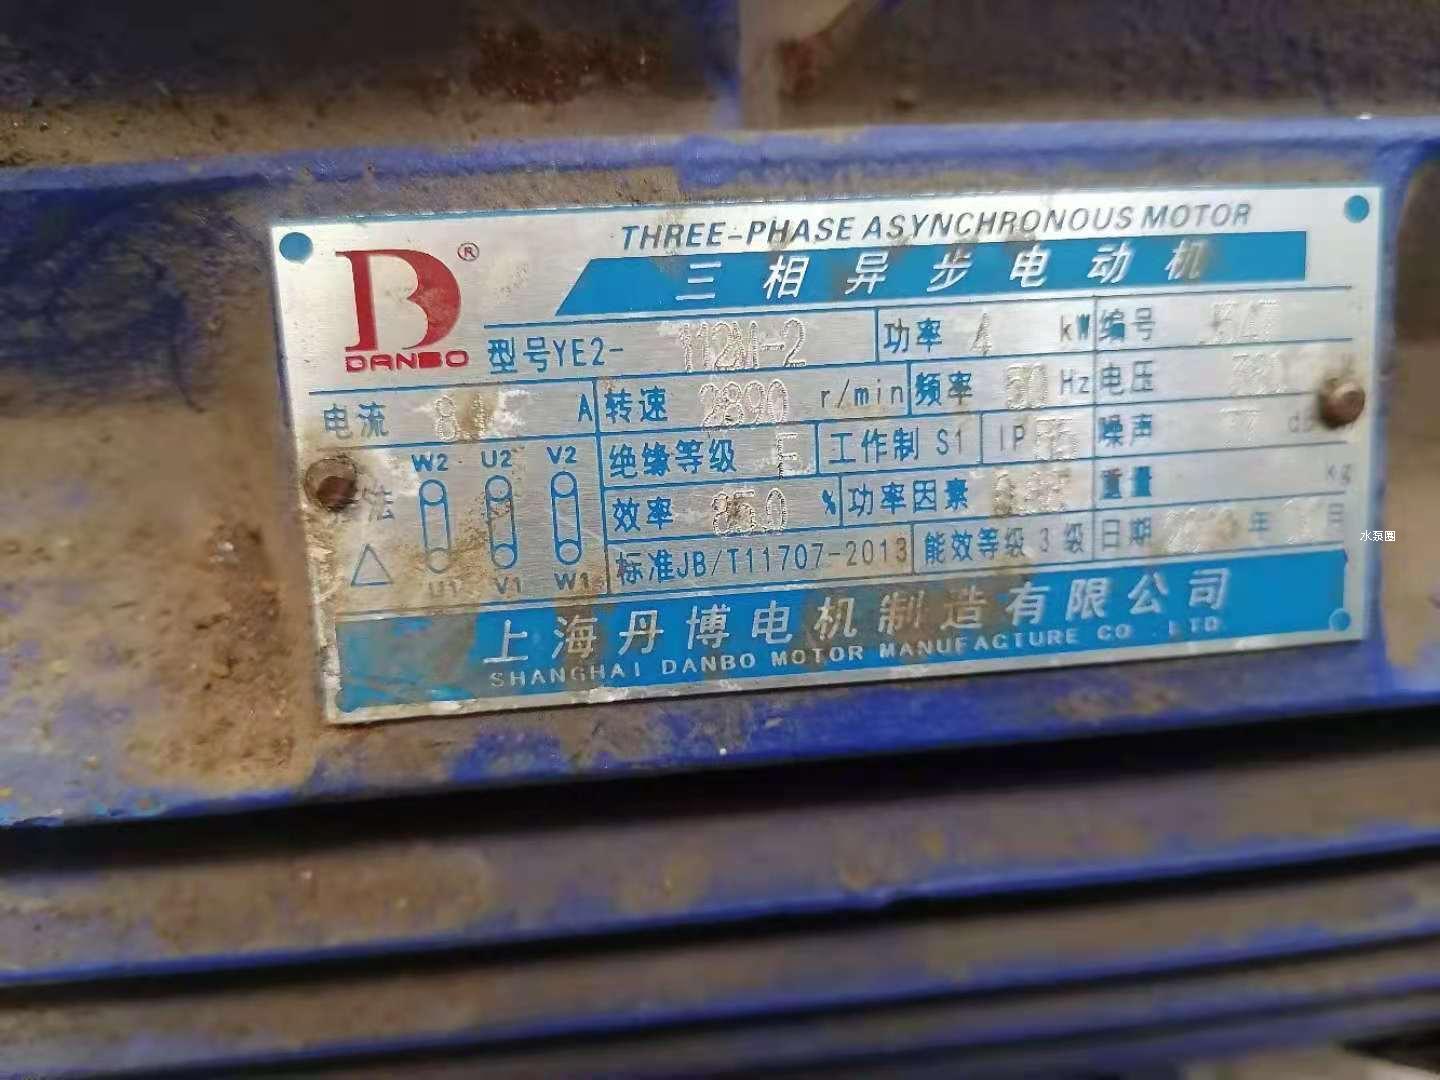 THREE-PHASE ASYNCHRONOUS MOTOR
三相异步电动机
B®
DANBO
型号YE2- 112M-2 功率 4 kW 编号
电流 A 转速 2890 r/min 频率 50 Hz 电压 380
W2 U2 V2 绝缘等级 工作制 S1 IP 噪声 77
法 效率 85.0 % 功率因素 重量 kg
△ U1 V1 W1 标准JB/T11707-2013 能效等级 3 级 日期 年 月
上海丹博电机制造有限公司
SHANGHAI DANBO MOTOR MANUFACTURE CO.LTD.
水泵圈